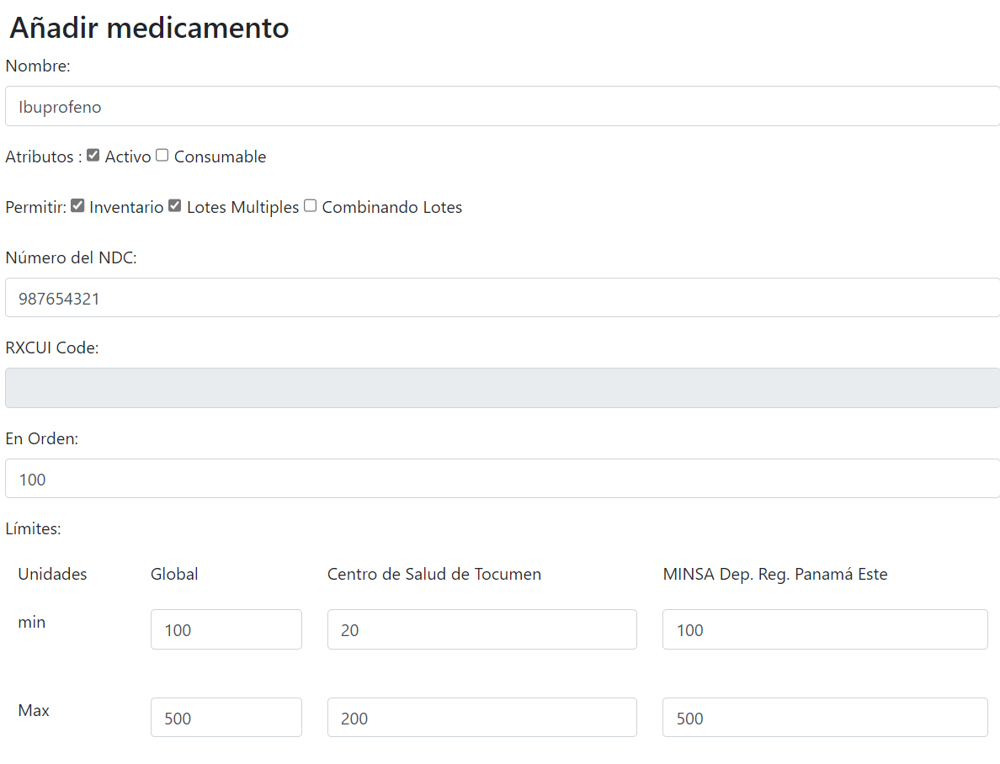 Añadir medicamento
Nombre:
Ibuprofeno
Atributos : Activo Consumable
Permitir: Inventario Lotes Multiples Combinando Lotes
Número del NDC:
987654321
RXCUI Code:
En Orden:
100
Límites:
Unidades Global Centro de Salud de Tocumen MINSA Dep. Reg. Panamá Este
min 100 20 100
Max 500 200 500